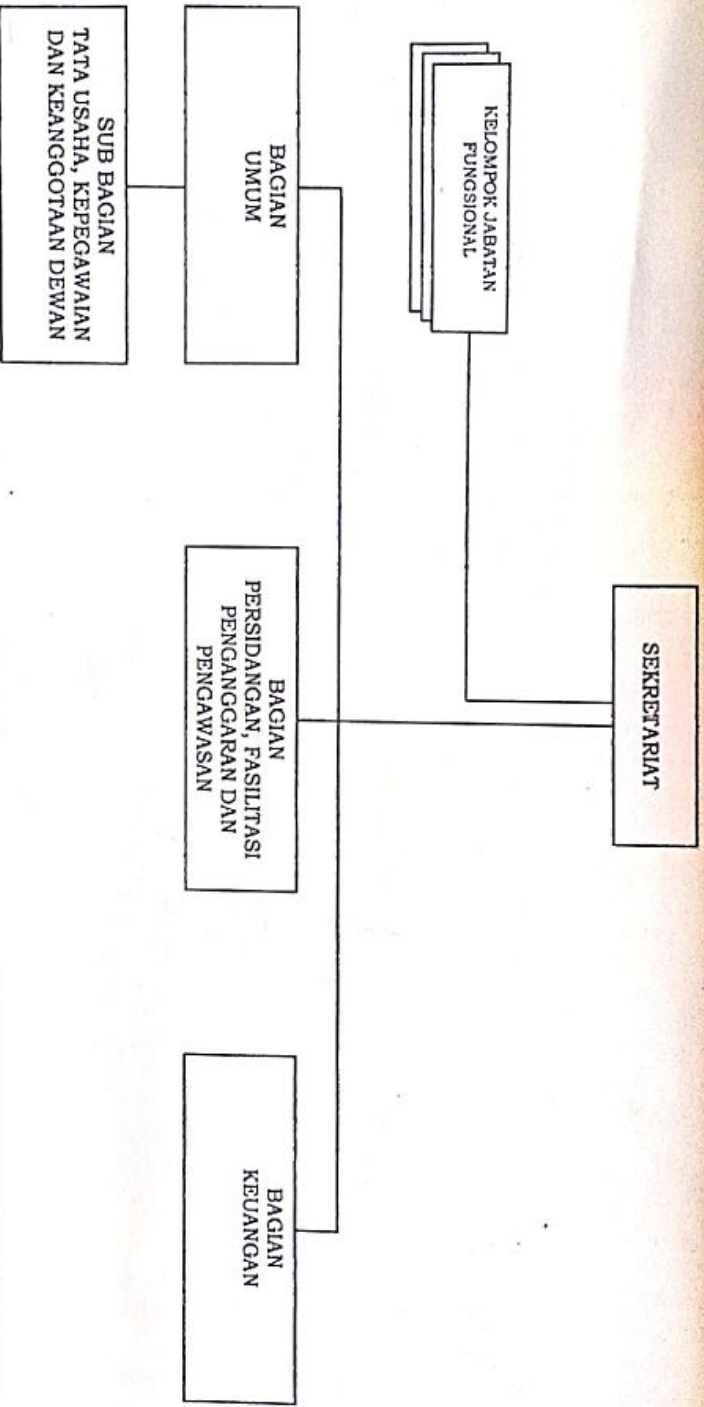 SEKRETARIAT
KELOMPOK JABATAN
FUNGSIONAL
BAGIAN
UMUM
BAGIAN
PERSIDANGAN, FASILITASI
PENGANGGARAN DAN
PENGAWASAN
BAGIAN
KEUANGAN
SUB BAGIAN
TATA USAHA, KEPEGAWAIAN
DAN KEANGGOTAAN DEWAN